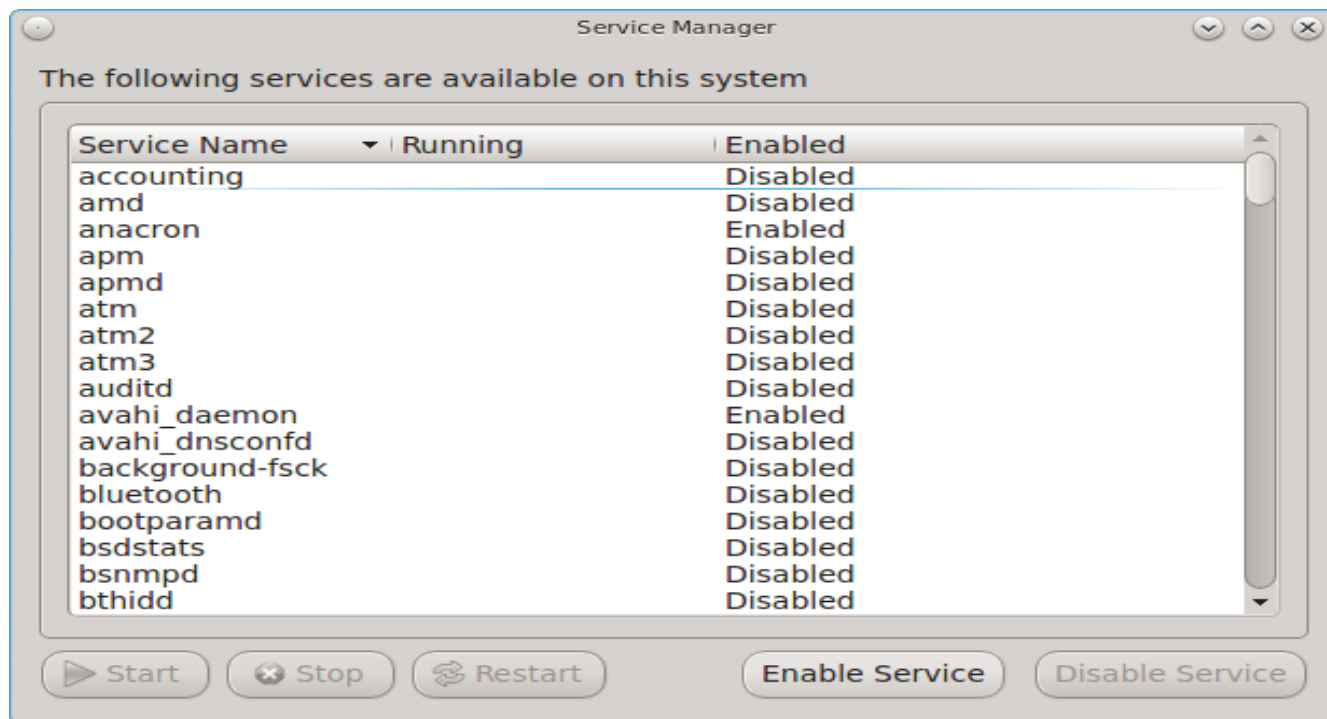 Service Manager
The following services are available on this system
Service Name Running Enabled
accounting Disabled
amd Disabled
anacron Enabled
apm Disabled
apmd Disabled
atm Disabled
atm2 Disabled
atm3 Disabled
auditd Disabled
avahi_daemon Enabled
avahi_dnsconfd Disabled
background-fsck Disabled
bluetooth Disabled
bootparamd Disabled
bsdstats Disabled
bsnmpd Disabled
bthidd Disabled
Start Stop Restart Enable Service Disable Service